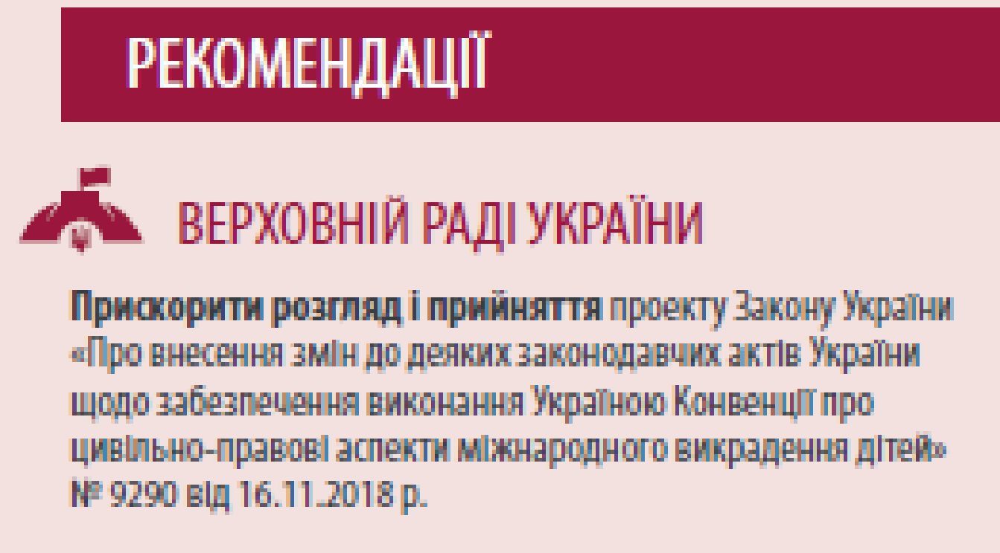 РЕКОМЕНДАЦІЇ
ВЕРХОВНІЙ РАДІ УКРАЇНИ
Прискорити розгляд і прийняття проекту Закону України
«Про внесення змін до деяких законодавчих актів України
щодо забезпечення виконання Україною Конвенції про
цивільно-правові аспекти міжнародного викрадення дітей»
№ 9290 від 16.11.2018 р.